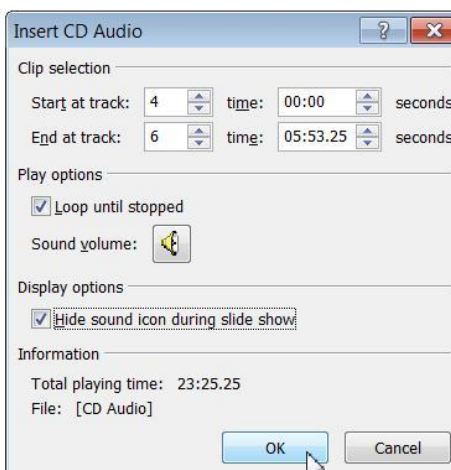 Insert CD Audio
Clip selection
Start at track: 4 time: 00:00 seconds
End at track: 6 time: 05:53.25 seconds
Play options
Loop until stopped
Sound volume:
Display options
Hide sound icon during slide show
Information
Total playing time: 23:25.25
File: [CD Audio]
OK Cancel